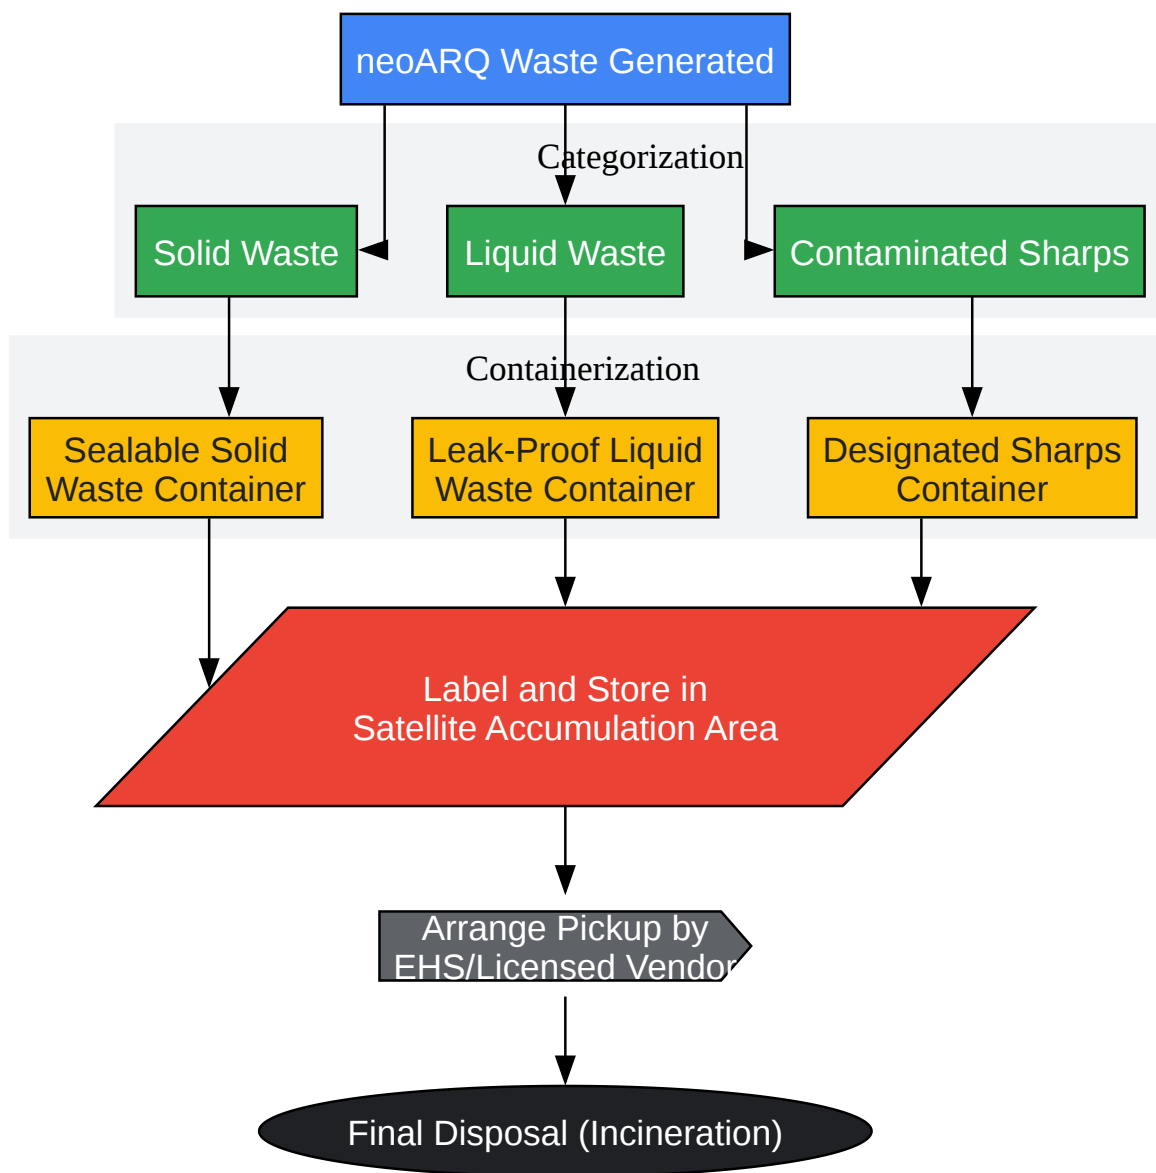 neoARQ Waste Generated
Categorization
Solid Waste
Liquid Waste
Contaminated Sharps
Containerization
Sealable Solid
Waste Container
Leak-Proof Liquid
Waste Container
Designated Sharps
Container
Label and Store in
Satellite Accumulation Area
Arrange Pickup by
EHS/Licensed Vendor
Final Disposal (Incineration)